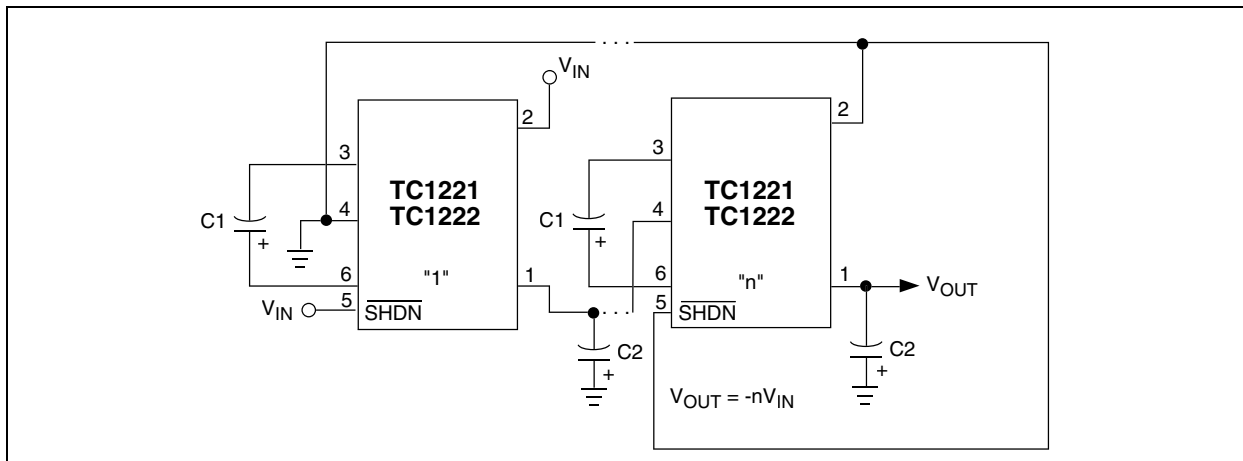 . . .
V_IN
2
2
3
3
TC1221
TC1222
TC1221
TC1222
4
4
C1
+
C1
+
"1"
"n"
6
1
6
1
V_IN
5
SHDN
. . .
5
SHDN
V_OUT
C2
+
C2
+
V_OUT = -nV_IN